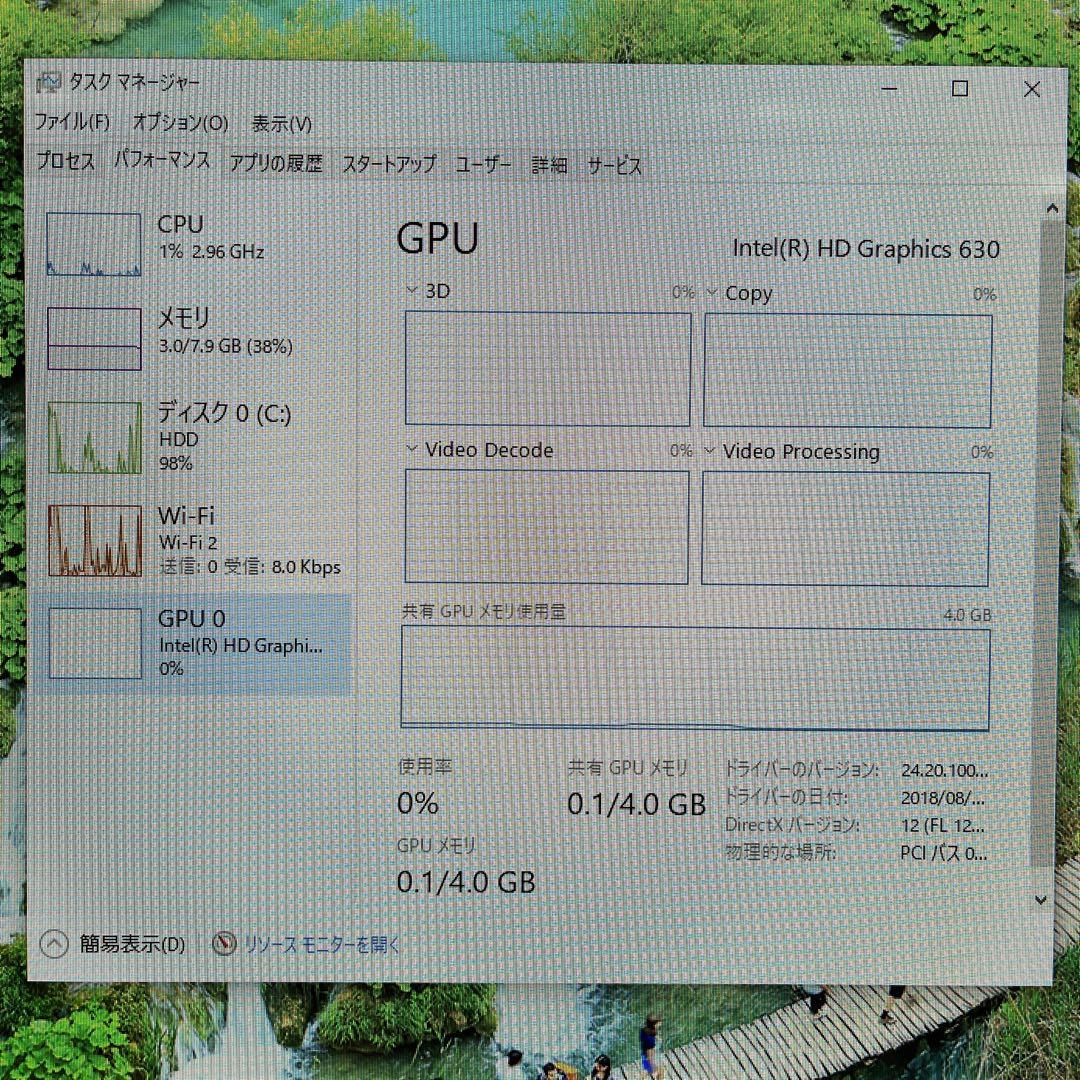 タスク マネージャー
ファイル(F) オプション(O) 表示(V)
プロセス パフォーマンス アプリの履歴 スタートアップ ユーザー 詳細 サービス
CPU
1% 2.96 GHz
メモリ
3.0/7.9 GB (38%)
ディスク 0 (C:)
HDD
98%
Wi-Fi
Wi-Fi 2
送信: 0 受信: 8.0 Kbps
GPU 0
Intel(R) HD Graphi...
0%
GPU
Intel(R) HD Graphics 630
3D 0%
Copy 0%
Video Decode 0%
Video Processing 0%
共有 GPU メモリ使用量 4.0 GB
使用率
0%
共有 GPU メモリ
0.1/4.0 GB
GPU メモリ
0.1/4.0 GB
ドライバーのバージョン: 24.20.100...
ドライバーの日付: 2018/08/...
DirectX バージョン: 12 (FL 12...
物理的な場所: PCI バス 0...
簡易表示(D) リソース モニターを開く